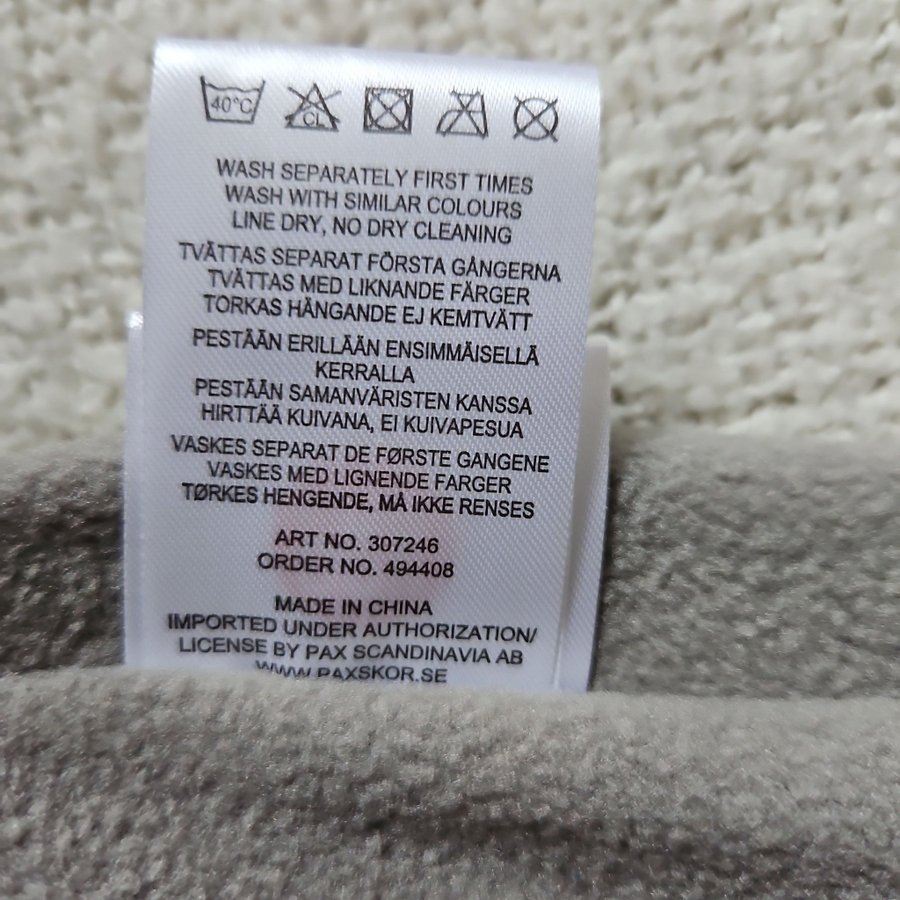 40°C CL
WASH SEPARATELY FIRST TIMES
WASH WITH SIMILAR COLOURS
LINE DRY, NO DRY CLEANING
TVÄTTAS SEPARAT FÖRSTA GÅNGERNA
TVÄTTAS MED LIKNANDE FÄRGER
TORKAS HÄNGANDE EJ KEMTVÄTT
PESTÄÄN ERILLÄÄN ENSIMMÄISELLÄ
KERRALLA
PESTÄÄN SAMANVÄRISTEN KANSSA
HIRTTÄÄ KUIVANA, EI KUIVAPESUA
VASKES SEPARAT DE FØRSTE GANGENE
VASKES MED LIGNENDE FARGER
TØRKES HENGENDE, MÅ IKKE RENSES
ART NO. 307246
ORDER NO. 494408
MADE IN CHINA
IMPORTED UNDER AUTHORIZATION/
LICENSE BY PAX SCANDINAVIA AB
WWW.PAXSKOR.SE